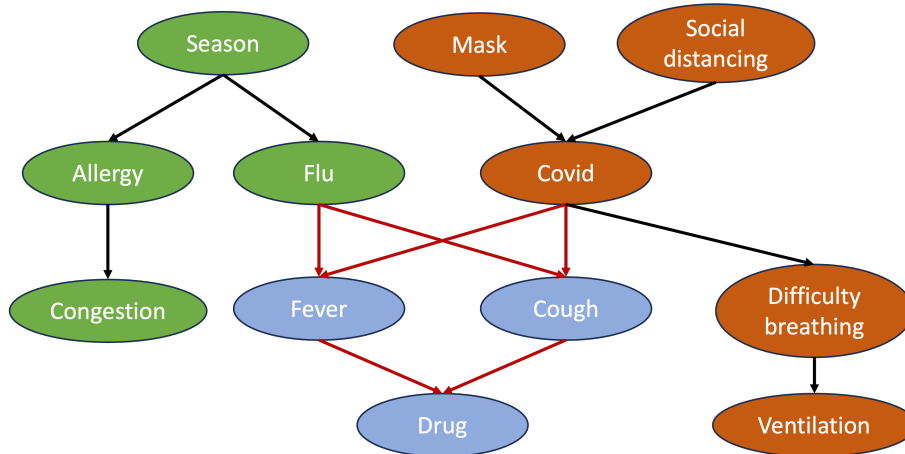 Season
Mask
Social
distancing
Allergy
Flu
Covid
Congestion
Fever
Cough
Difficulty
breathing
Drug
Ventilation